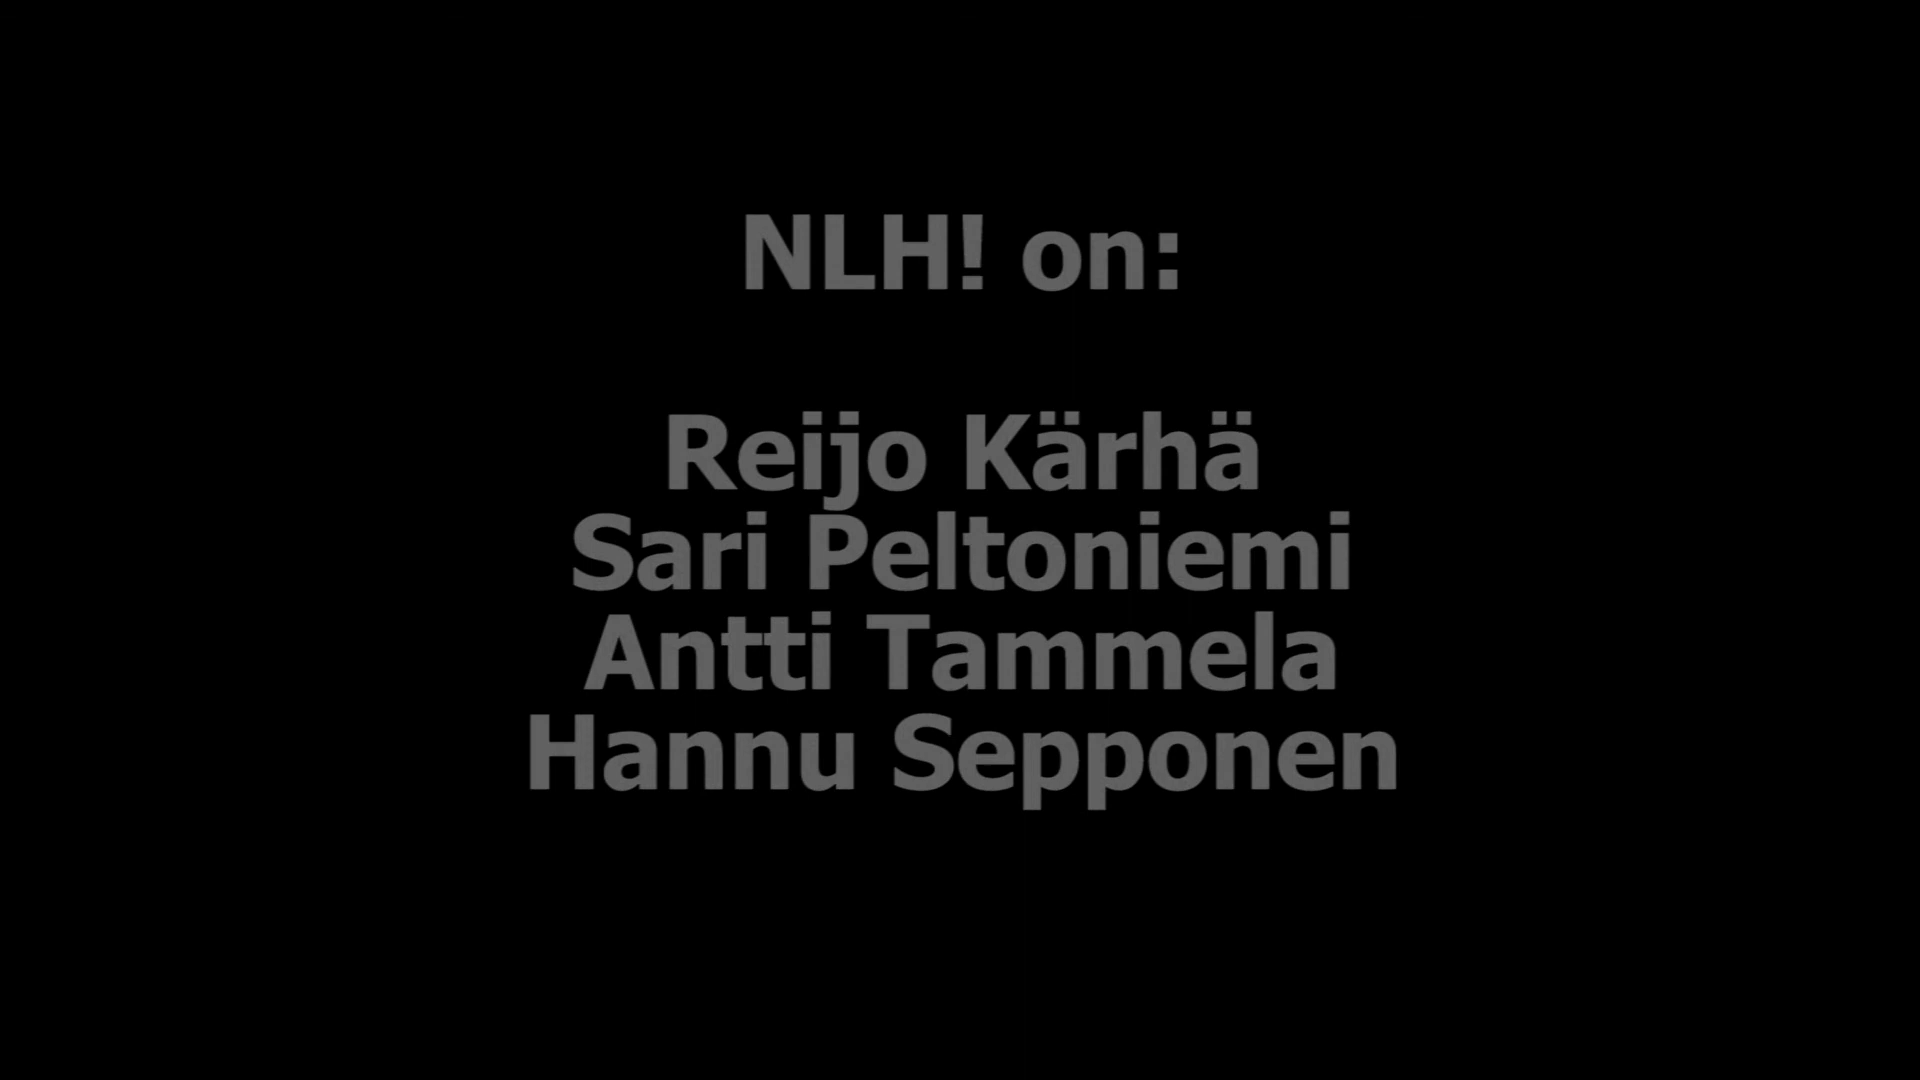 NLH! on:
Reijo Kärhä
Sari Peltoniemi
Antti Tammela
Hannu Sepponen